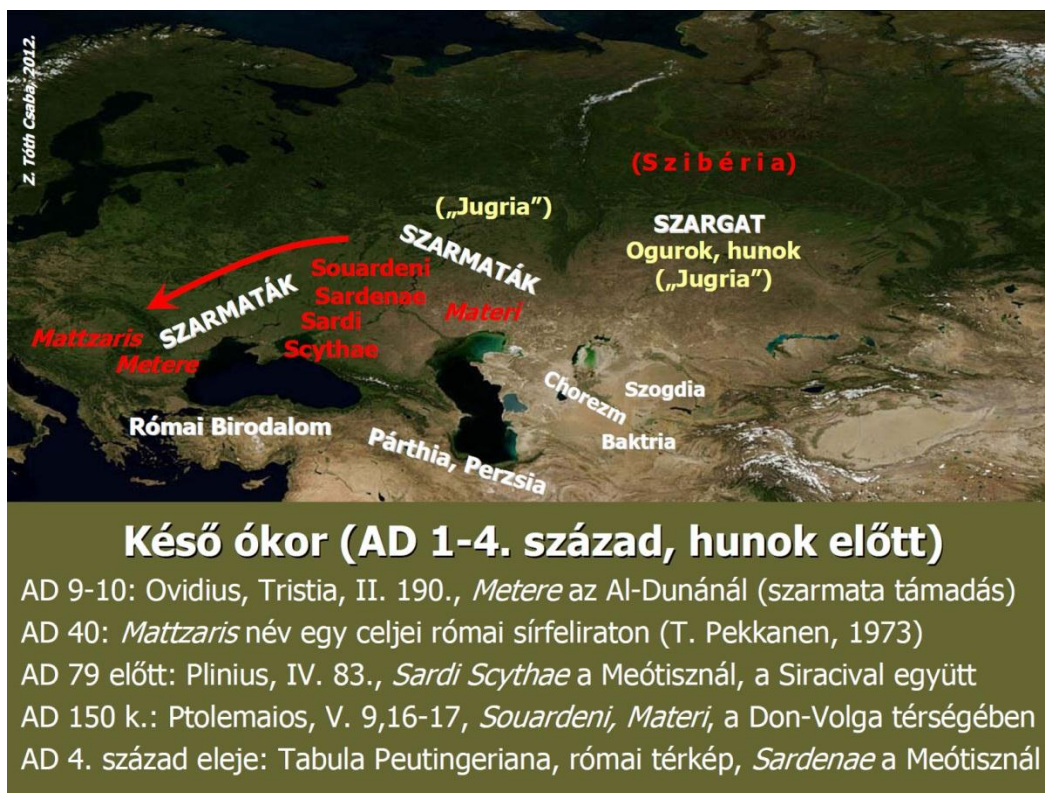 Z. Tóth Csaba, 2012.
(Szibéria)
(„Jugria”)
SZARGAT
Ogurok, hunok
(„Jugria”)
SZARMATÁK
Souardeni
Sardenae
Sardi
Scythae
Materi
SZARMATÁK
Mattzaris
Metere
Chorezm
Szogdia
Baktria
Római Birodalom
Párthia, Perzsia
Késő ókor (AD 1-4. század, hunok előtt)
AD 9-10: Ovidius, Tristia, II. 190., Metere az Al-Dunánál (szarmata támadás)
AD 40: Mattzaris név egy celjei római sírfeliraton (T. Pekkanen, 1973)
AD 79 előtt: Plinius, IV. 83., Sardi Scythae a Meótisznál, a Siracival együtt
AD 150 k.: Ptolemaios, V. 9,16-17, Souardeni, Materi, a Don-Volga térségében
AD 4. század eleje: Tabula Peutingeriana, római térkép, Sardenae a Meótisznál